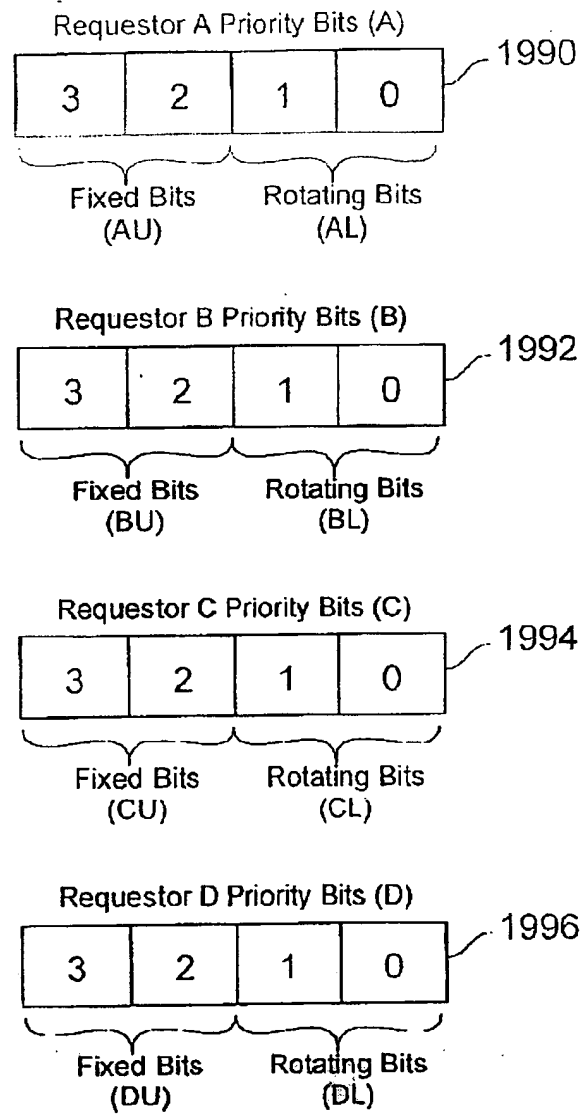 Requestor A Priority Bits (A)
1990
3 2 1 0
Fixed Bits Rotating Bits
(AU) (AL)
Requestor B Priority Bits (B)
1992
3 2 1 0
Fixed Bits Rotating Bits
(BU) (BL)
Requestor C Priority Bits (C)
1994
3 2 1 0
Fixed Bits Rotating Bits
(CU) (CL)
Requestor D Priority Bits (D)
1996
3 2 1 0
Fixed Bits Rotating Bits
(DU) (DL)